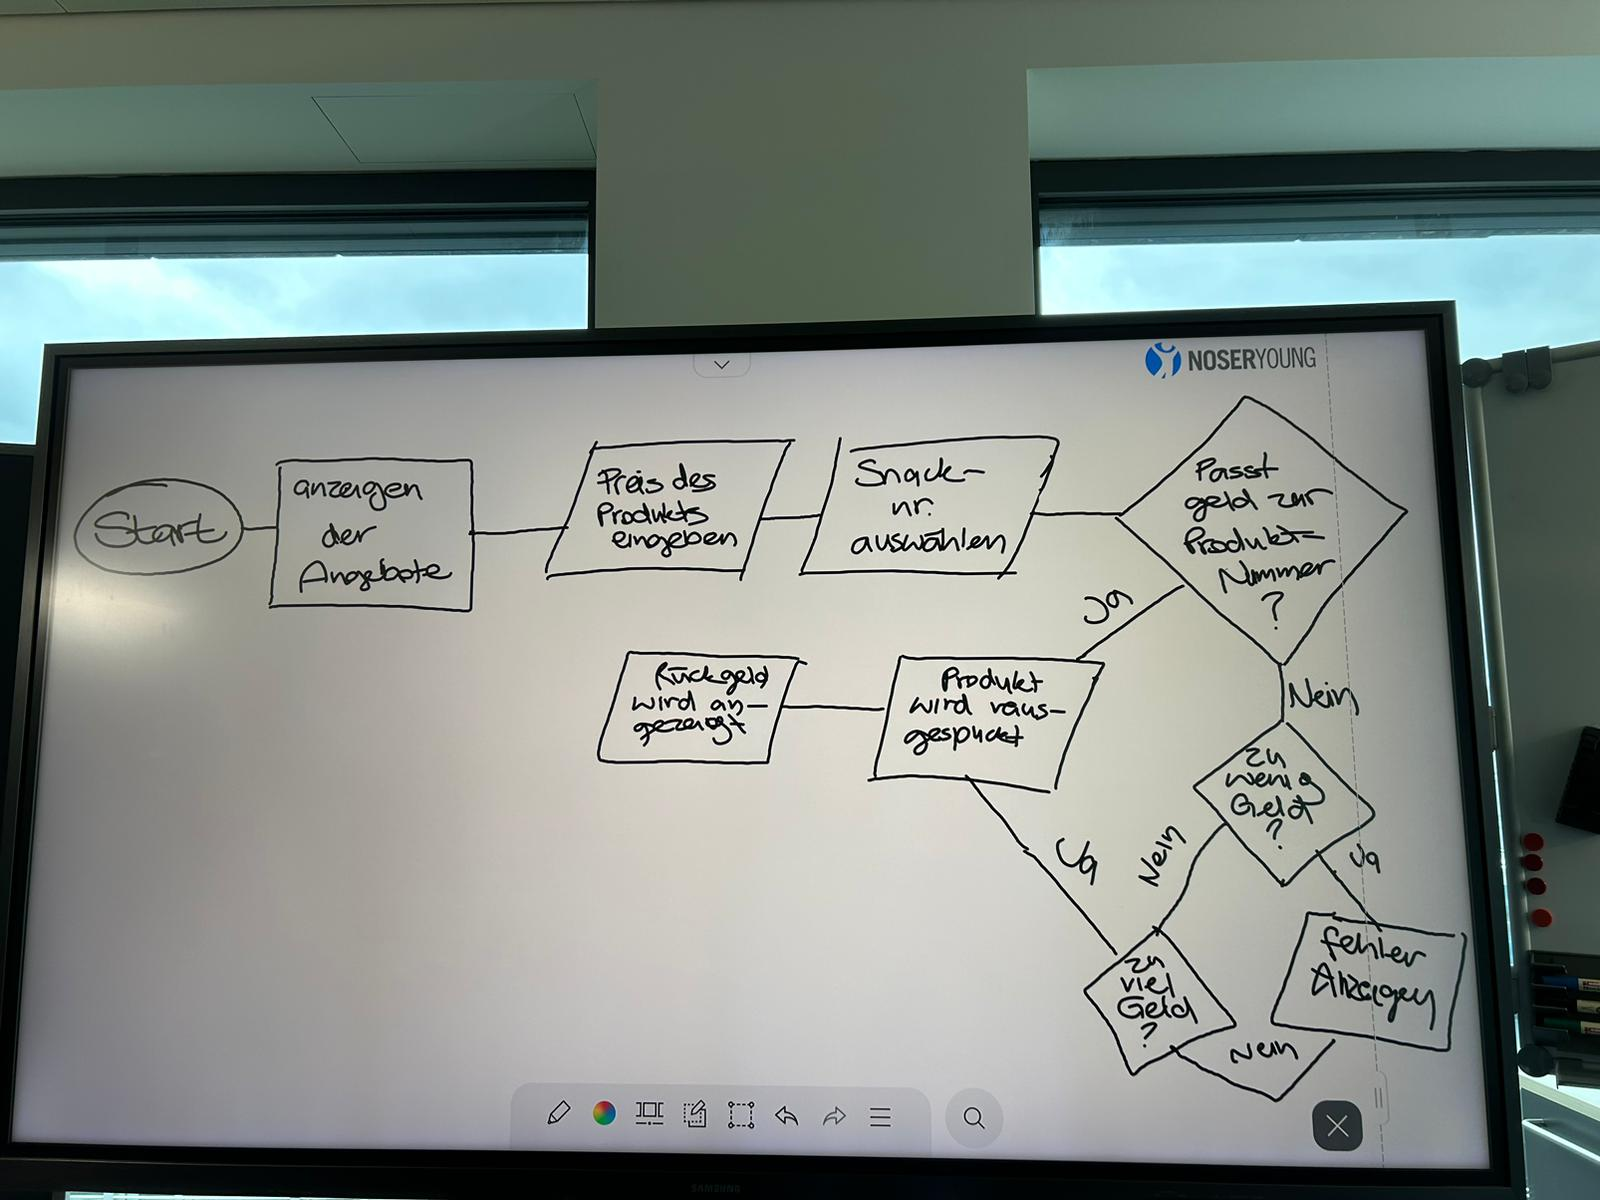 NOSERYOUNG
Start
anzeigen
der
Angebote
Preis des
Produkts
eingeben
Snack-
nr.
auswählen
Passt
geld zur
Produkt-
Nummer
?
Ja
Nein
Rückgeld
wird an-
gezeigt
Produkt
wird raus-
gespuckt
zu
wenig
Geld
?
Ja
Nein
Ja
zu
viel
Geld
?
Nein
fehler
Anzeigen
SAMSUNG